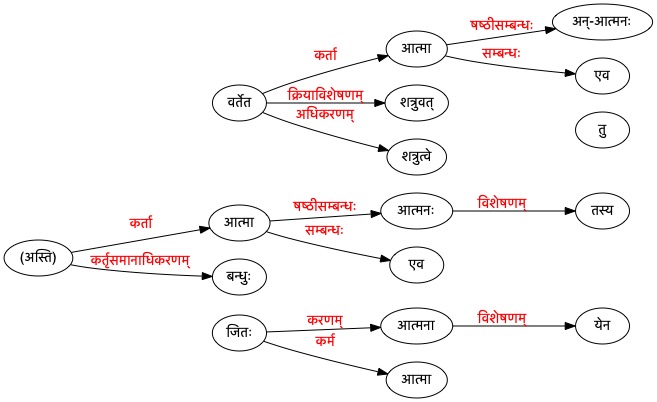 अन्-आत्मनः
षष्ठीसम्बन्धः
आत्मा
कर्ता
सम्बन्धः
एव
वर्तेत
क्रियाविशेषणम्
शत्रुवत्
अधिकरणम्
तु
शत्रुत्वे
षष्ठीसम्बन्धः
आत्मनः
विशेषणम्
तस्य
कर्ता
आत्मा
सम्बन्धः
(अस्ति)
एव
कर्तृसमानाधिकरणम्
बन्धुः
करणम्
आत्मना
विशेषणम्
येन
जितः
कर्म
आत्मा